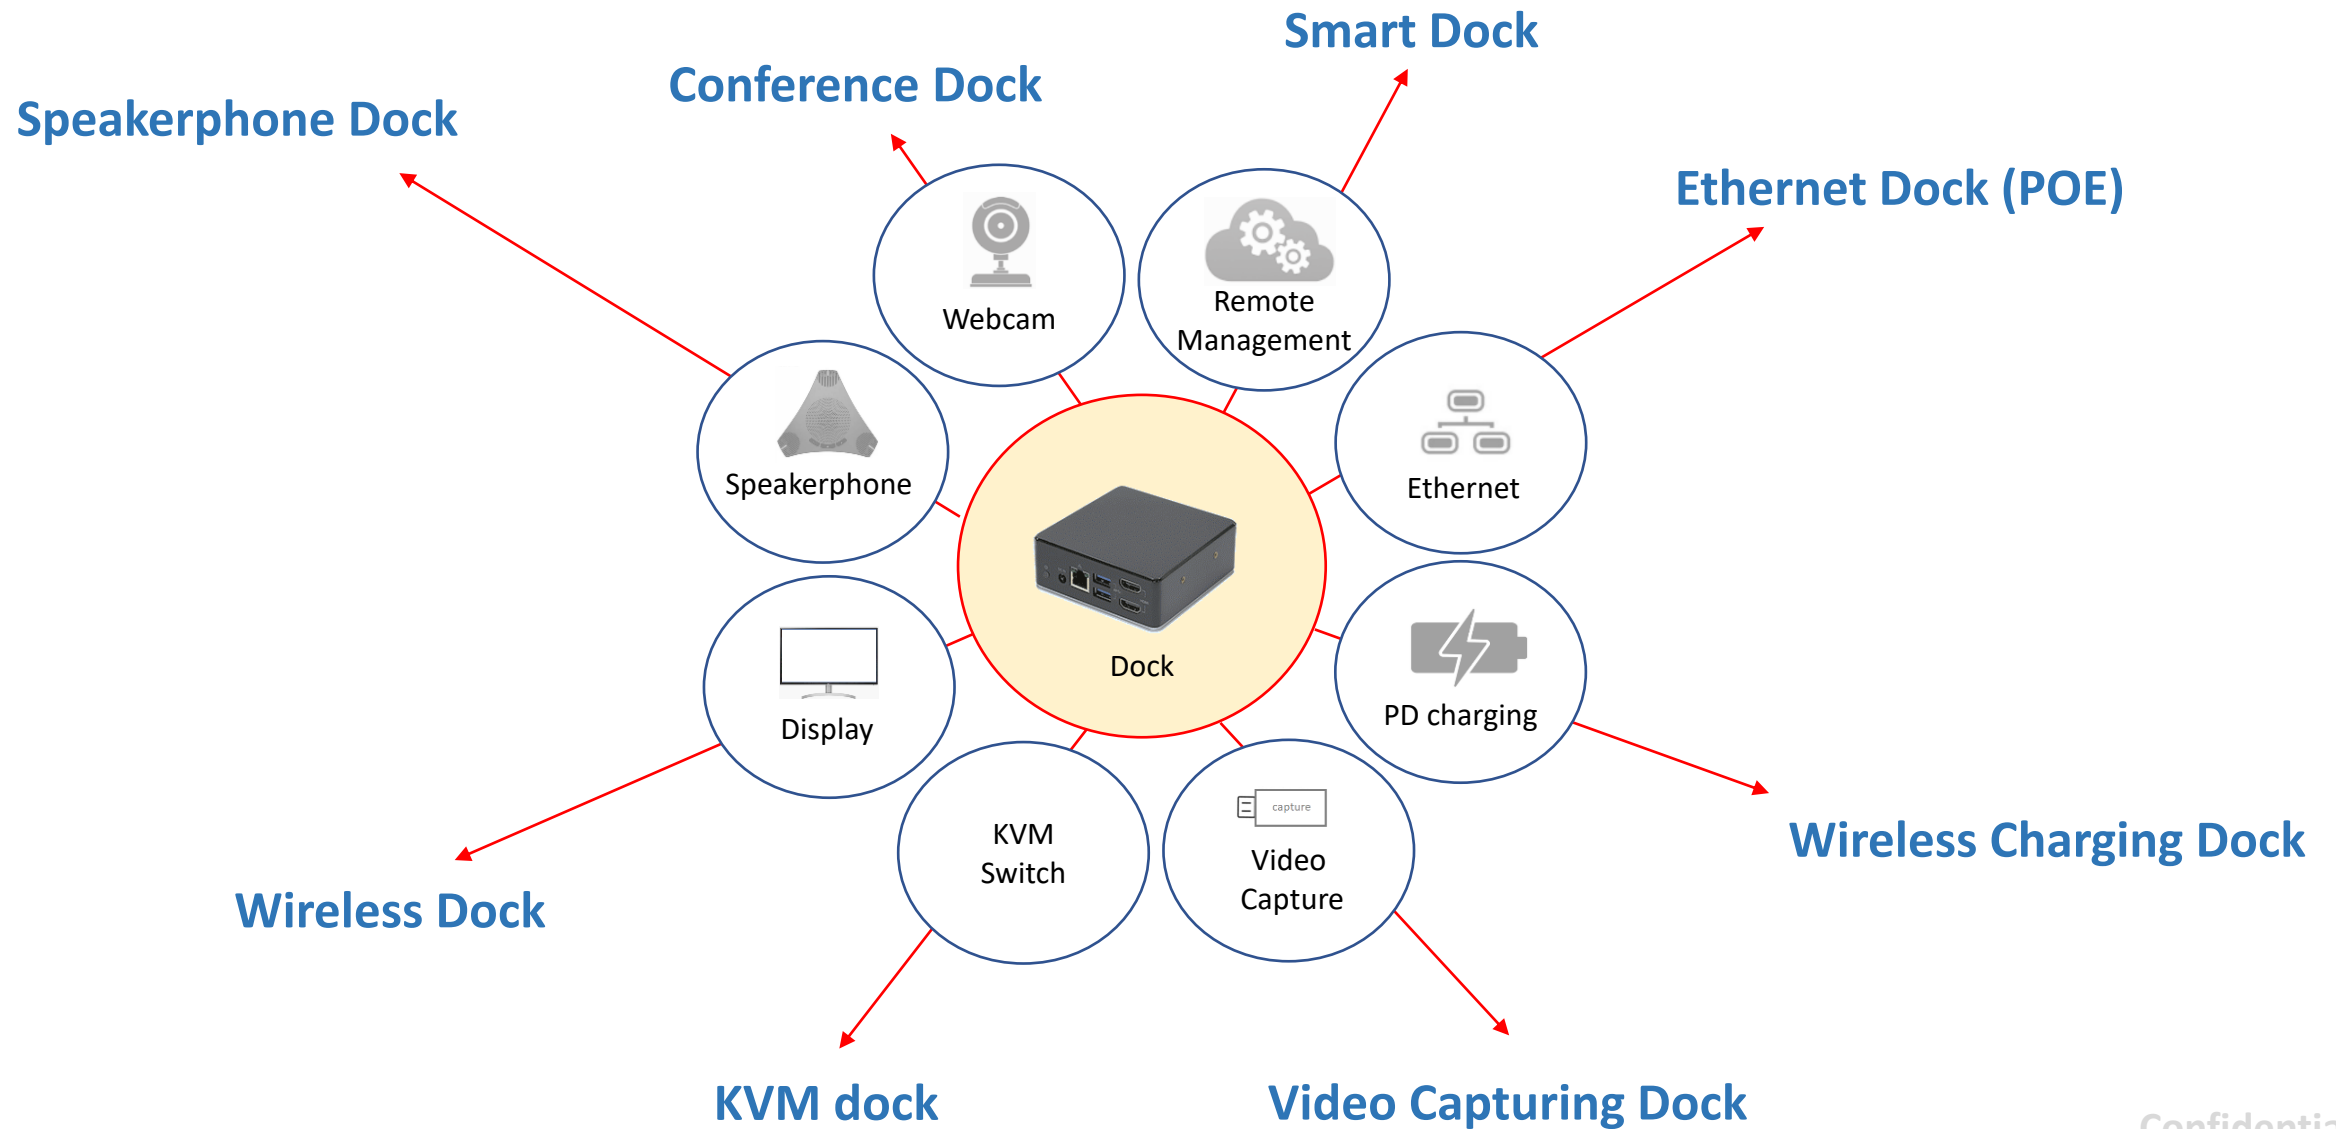 Smart Dock
Conference Dock
Speakerphone Dock
Ethernet Dock (POE)
Webcam
Remote
Management
Speakerphone
Ethernet
Dock
Display
PD charging
capture
KVM
Switch
Video
Capture
Wireless Charging Dock
Wireless Dock
KVM dock
Video Capturing Dock
Confidentia